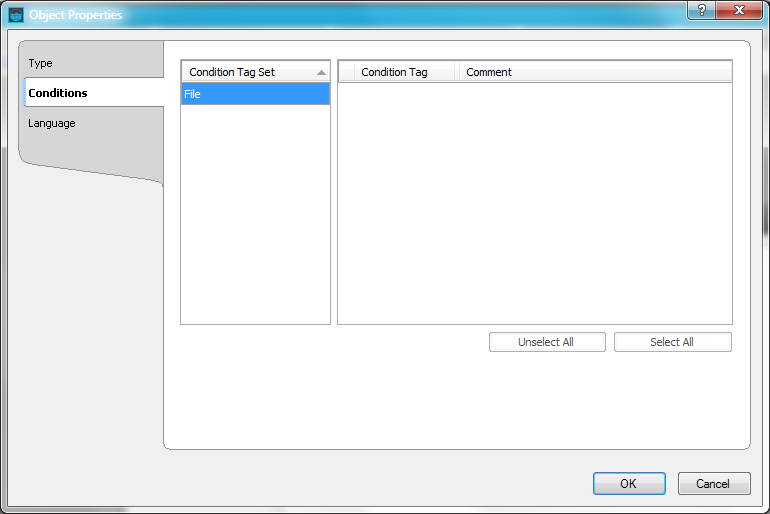 Object Properties
?
Type
Conditions
Language
Condition Tag Set
Condition Tag Comment
File
Unselect All Select All
OK Cancel